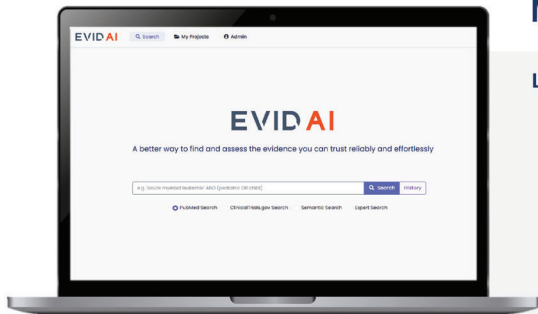 EVIDAI Search My Projects Admin
EVIDAI
A better way to find and assess the evidence you can trust reliably and effortlessly
e.g. (acute myeloid leukemia) AND (pediatric OR child) Search History
PubMed Search ClinicalTrials.gov Search Semantic Search Expert Search